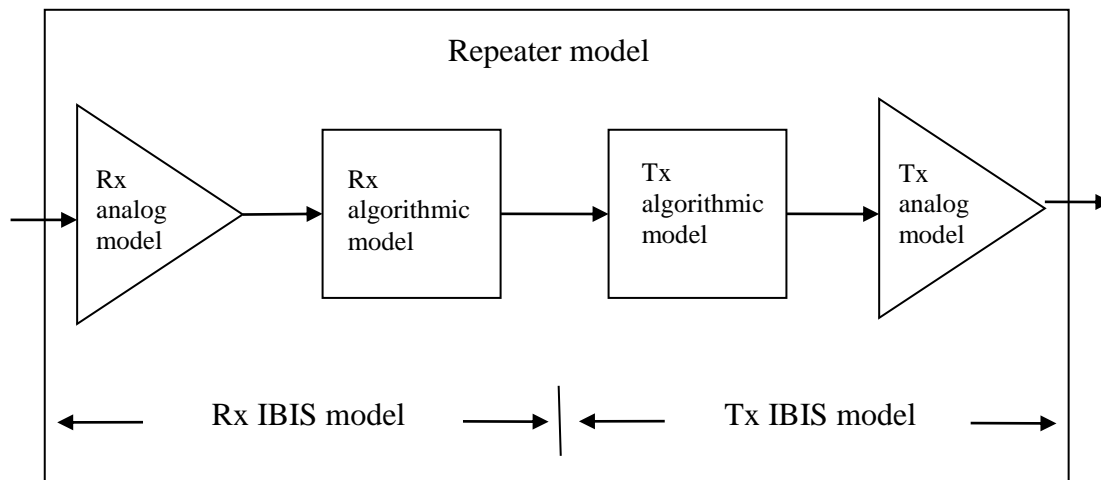 Repeater model
Rx
analog
model
Rx
algorithmic
model
Tx
algorithmic
model
Tx
analog
model
Rx IBIS model
Tx IBIS model